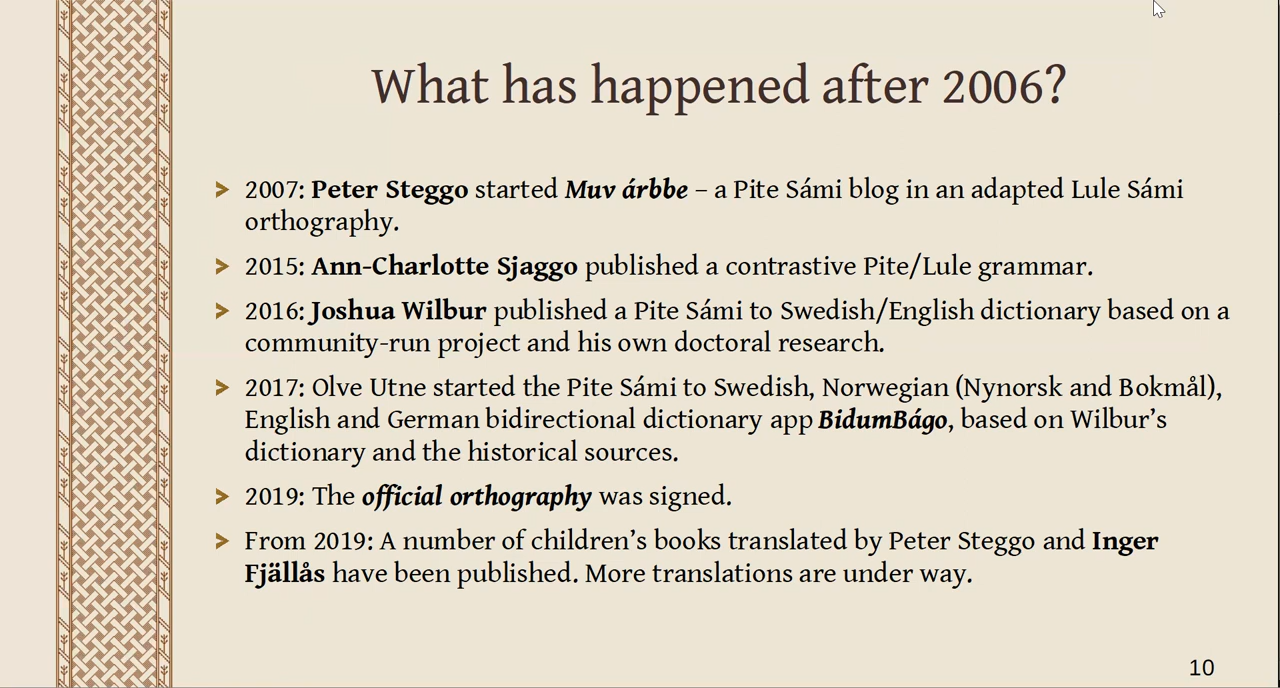 What has happened after 2006?
2007: Peter Steggo started Muv árbbe – a Pite Sámi blog in an adapted Lule Sámi
orthography.
2015: Ann-Charlotte Sjaggo published a contrastive Pite/Lule grammar.
2016: Joshua Wilbur published a Pite Sámi to Swedish/English dictionary based on a
community-run project and his own doctoral research.
2017: Olve Utne started the Pite Sámi to Swedish, Norwegian (Nynorsk and Bokmål),
English and German bidirectional dictionary app BidumBágo, based on Wilbur’s
dictionary and the historical sources.
2019: The official orthography was signed.
From 2019: A number of children’s books translated by Peter Steggo and Inger
Fjällås have been published. More translations are under way.
10